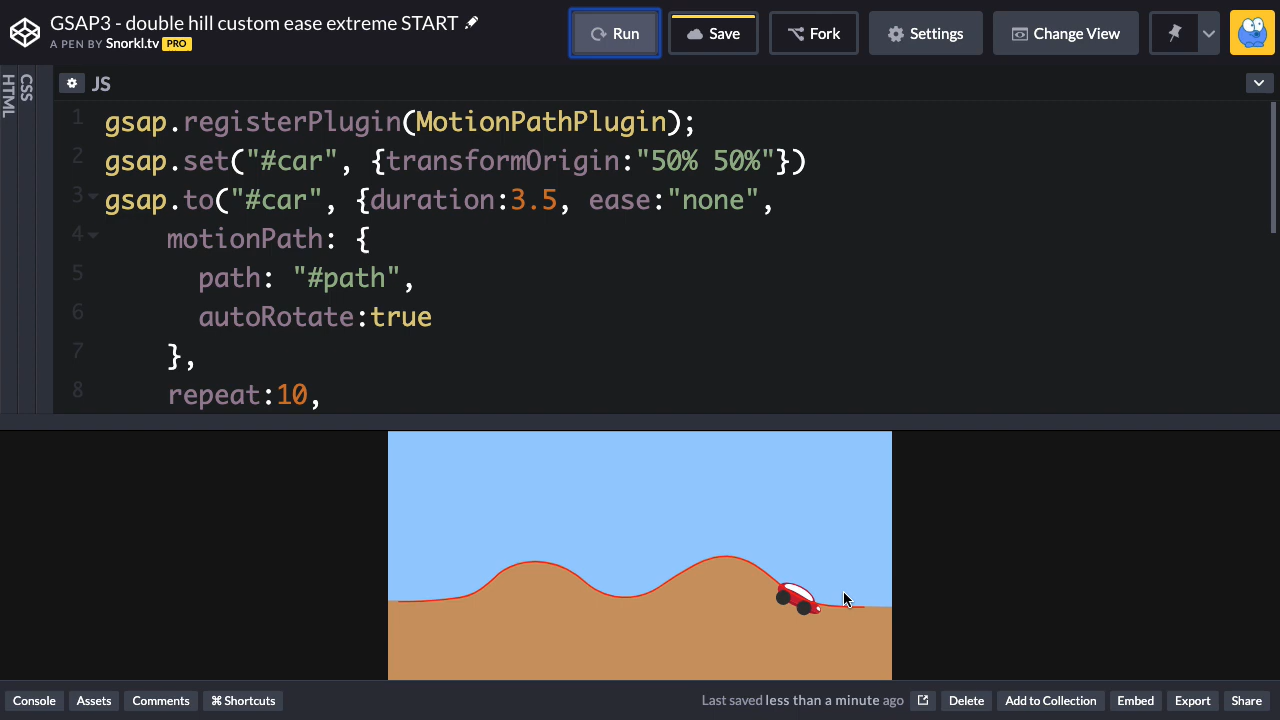 GSAP3 - double hill custom ease extreme START
A PEN BY Snorkl.tv PRO
Run
Save
Fork
Settings
Change View
HTML
CSS
JS
1 gsap.registerPlugin(MotionPathPlugin);
2 gsap.set("#car", {transformOrigin:"50% 50%"})
3 gsap.to("#car", {duration:3.5, ease:"none",
4 motionPath: {
5 path: "#path",
6 autoRotate:true
7 },
8 repeat:10,
Console
Assets
Comments
⌘ Shortcuts
Last saved less than a minute ago
Delete
Add to Collection
Embed
Export
Share